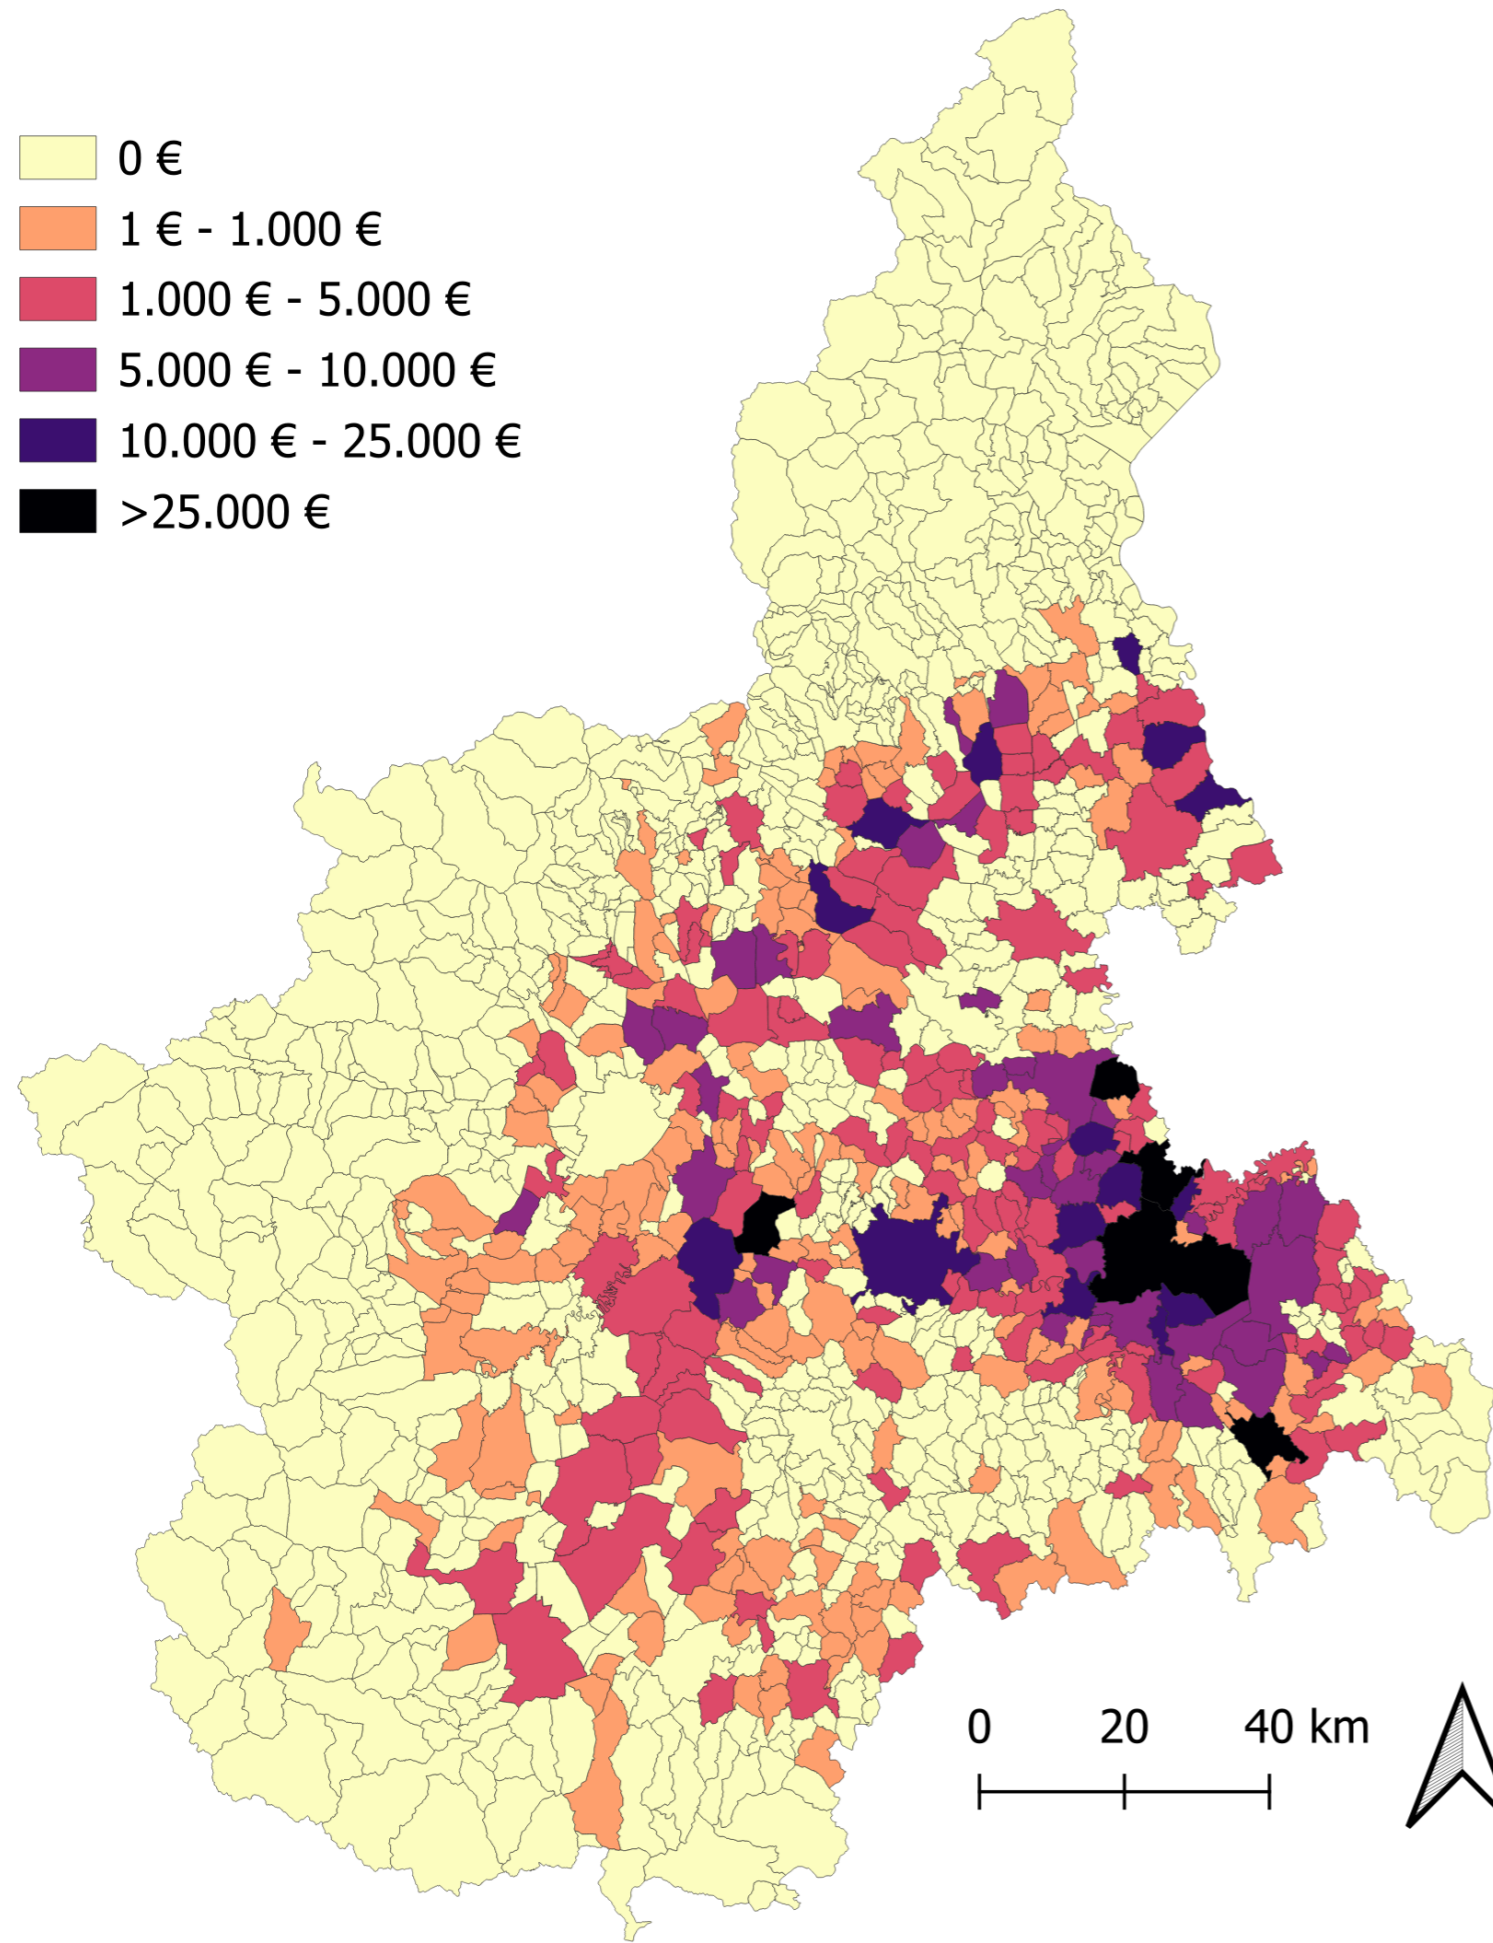 0 €
1 € - 1.000 €
1.000 € - 5.000 €
5.000 € - 10.000 €
10.000 € - 25.000 €
>25.000 €
0 20 40 km